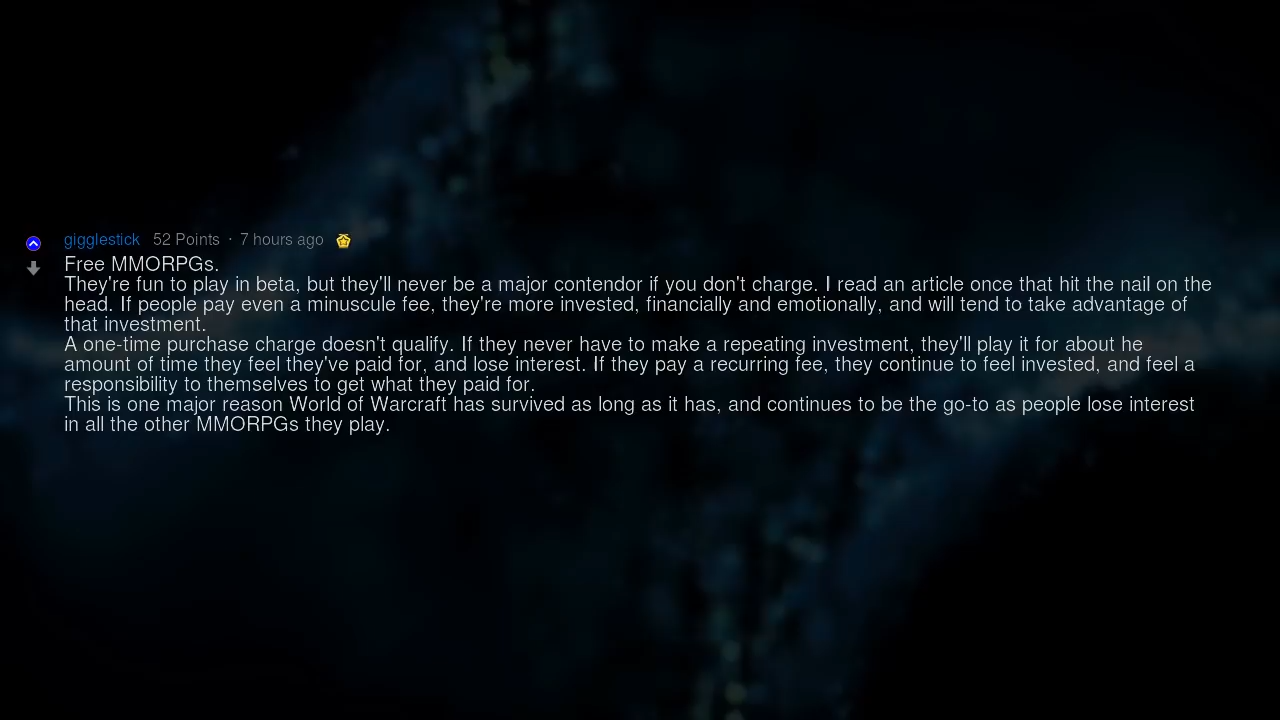 gigglestick 52 Points · 7 hours ago
Free MMORPGs.
They're fun to play in beta, but they'll never be a major contendor if you don't charge. I read an article once that hit the nail on the
head. If people pay even a minuscule fee, they're more invested, financially and emotionally, and will tend to take advantage of
that investment.
A one-time purchase charge doesn't qualify. If they never have to make a repeating investment, they'll play it for about he
amount of time they feel they've paid for, and lose interest. If they pay a recurring fee, they continue to feel invested, and feel a
responsibility to themselves to get what they paid for.
This is one major reason World of Warcraft has survived as long as it has, and continues to be the go-to as people lose interest
in all the other MMORPGs they play.